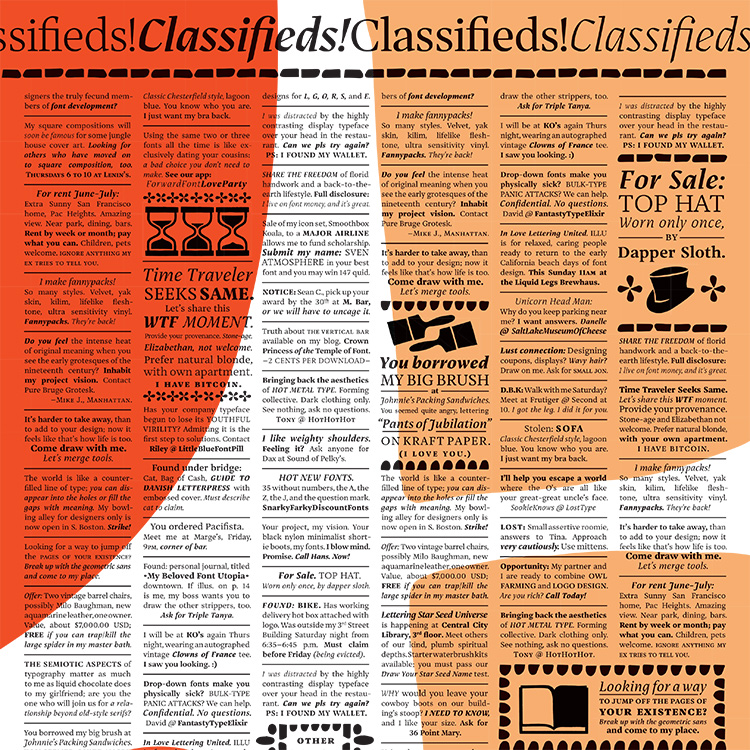 ssifieds!Classifieds!Classifieds!Classifieds
signers the truly fecund mem-
bers of font development?
My square compositions will
soon be famous for some jungle
house cover art. Looking for
others who have moved on
to square composition, too.
THURSDAYS 6 TO 10 AT LENIX'S.
For rent June–July:
Extra Sunny San Francisco
home, Pac Heights. Amazing
view. Near park, dining, bars.
Rent by week or month; pay
what you can. Children, pets
welcome. IGNORE ANYTHING MY
EX TRIES TO TELL YOU.
I make fannypacks!
So many styles. Velvet, yak
skin, kilim, lifelike flesh-
tone, ultra sensitivity vinyl.
Fannypacks. They're back!
Do you feel the intense heat
of original meaning when you
see the early grotesques of the
nineteenth century? Inhabit
my project vision. Contact
Pure Bruge Grotesk.
–MIKE J., MANHATTAN.
It's harder to take away, than
to add to your design; now it
feels like that's how life is too.
Come draw with me.
Let's merge tools.
The world is like a counter-
filled line of type; you can dis-
appear into the holes or fill the
gaps with meaning. My bowl-
ing alley for designers only is
now open in S. Boston. Strike!
Looking for a way to jump off
the PAGES OF YOUR EXISTENCE?
Break up with the geometric sans
and come to my place.
Offer: Two vintage barrel chairs,
possibly Milo Baughman, new
aquamarine leather, one owner.
Value, about $7,000000 USD;
FREE if you can trap/kill the
large spider in my master bath.
THE SEMIOTIC ASPECTS of
typography matter as much
to me as liquid chocolate does
to my girlfriend; are you the
one who will join us for a rela-
tionship beyond old-style serifs?
You borrowed my big brush at
Johnie's Packing Sandwiches.
Classic Chesterfield style, lagoon
blue. You know who you are.
I just want my bra back.
Using the same two or three
fonts all the time is like ex-
clusively dating your cousins:
a bad choice you don't need to
make. See our app:
ForwardFontLoveParty
Time Traveler
SEEKS SAME.
Let's share this
WTF MOMENT.
Provide your provenance. Stone-age,
Elizabethan, not welcome.
Prefer natural blonde,
with own apartment.
I HAVE BITCOIN.
Has your company typeface
begun to lose its YOUTHFUL
VIRILITY? Admitting it is the
first step to solutions. Contact
Riley @ LittleBlueFontPill
Found under bridge:
Cat, Bag of Cash, GUIDE TO
DANISH LETTERPRESS with
embossed cover. Must describe
cat to claim.
You ordered Pacifista.
Meet me at Marge's, Friday,
9PM, corner of bar.
Found: personal journal, titled
•My Beloved Font Utopia•
downtown. If illus. on p. 14
is me, my boss wants you to
draw the other strippers, too.
Ask for Triple Tanya.
I will be at KO's again Thurs
night, wearing an autographed
vintage Clowns of France tee.
I saw you looking. :)
Drop-down fonts make you
physically sick? BULK-TYPE
PANIC ATTACKS? We can help.
Confidential. No questions.
David @ FantastyTypeElixir
In Love Lettering United. ILLU
designs for L, G, O, R, S, and E.
I was distracted by the highly
contrasting display typeface
over your head in the restau-
rant. Can we pls try again?
PS: I FOUND MY WALLET.
SHARE THE FREEDOM of florid
handwork and a back-to-the-
earth lifestyle. Full disclosure:
I live on font money, and it's great.
Sale of my icon set, Smoothbox
Koala, to a MAJOR AIRLINE
allows me to fund scholarship.
Submit my name: SVEN
ATMOSPHERE in your best
font and you may win 147 quid.
NOTICE: Sean C., pick up your
award by the 30th at M. Bar,
or we will have to uncage it.
Truth about THE VERTICAL BAR
available on my blog, Crown
Princess of the Temple of Font.
–2 CENTS PER DOWNLOAD–
Bringing back the aesthetics
of HOT METAL TYPE. Forming
collective. Dark clothing only.
See nothing, ask no questions.
TONY @ HOTHOTHOT
I like weighty shoulders.
Feeling it? Ask anyone for
Dax at Sound of Pelky's.
HOT NEW FONTS.
35 without numbers, the A, the
Z, the J, and the question mark.
SnarkyFarkyDiscountFonts
Your project, my vision. Your
black nylon minimalist short-
ie boots, my fonts. I blow mind.
Promise. Call Hans. Now!
For Sale. TOP HAT.
Worn only once, by dapper sloth.
FOUND: BIKE. Has working
delivery hot box attached with
logo. Was outside my 3rd Street
Building Saturday night from
6:35–6:45 p.m. Must claim
before Friday (being evicted).
I was distracted by the highly
contrasting display typeface
over your head in the restau-
rant. Can we pls try again?
PS: I FOUND MY WALLET.
OTHER
bers of font development?
I make fannypacks!
So many styles. Velvet, yak
skin, kilim, lifelike flesh-
tone, ultra sensitivity vinyl.
Fannypacks. They're back!
Do you feel the intense heat
of original meaning when you
see the early grotesques of the
nineteenth century? Inhabit
my project vision. Contact
Pure Bruge Grotesk.
–MIKE J., MANHATTAN.
It's harder to take away, than
to add to your design; now it
feels like that's how life is too.
Come draw with me.
Let's merge tools.
You borrowed
MY BIG BRUSH
at
Johnnie's Packing Sandwiches.
You seemed quite angry, lettering
"Pants of Jubilation"
ON KRAFT PAPER.
(I LOVE YOU.)
The world is like a counter-
filled line of type; you can dis-
appear into the holes or fill the
gaps with meaning. My bowl-
ing alley for designers only is
now open in S. Boston. Strike!
Offer: Two vintage barrel chairs,
possibly Milo Baughman, new
aquamarine leather, one owner.
Value, about $7,000000 USD;
FREE if you can trap/kill the
large spider in my master bath.
Lettering Star Seed Universe
is happening at Central City
Library, 3rd floor. Meet others
of our kind, plumb spiritual
depths. Starter waterbrush kits
available; you must pass our
Draw Your Star Seed Name test.
WHY would you leave your
cowboy boots on our build-
ing's stoop? I NEED TO KNOW,
and I like your size. Ask for
36 Point Mary.
draw the other strippers, too.
Ask for Triple Tanya.
I will be at KO's again Thurs
night, wearing an autographed
vintage Clowns of France tee.
I saw you looking. :)
Drop-down fonts make you
physically sick? BULK-TYPE
PANIC ATTACKS? We can help.
Confidential. No questions.
David @ FantastyTypeElixir
In Love Lettering United. ILLU
is for relaxed, caring people
ready to return to the early
California beach days of font
design. This Sunday 11AM at
the Liquid Legs Brewhaus.
Unicorn Head Man:
Why do you keep parking near
me? I want answers. Danelle
@ SaltLakeMuseumOfCheese
Lust connection: Designing
coupons, displays? Wavy hair?
Draw on me. Ask for SMALL JON.
D.B.K: Walk with me Saturday?
Meet at Frutiger @ Second at
10. I got the leg. I did it for you.
Stolen: SOFA
Classic Chesterfield style, lagoon
blue. You know who you are.
I just want my bra back.
I'll help you escape a world
where the O's are all like
your great-great uncle's face.
SookieKnows @ LostType
LOST: Small assertive roomie,
answers to Tina. Approach
very cautiously. Use mittens.
Opportunity: My partner and
I are ready to combine OWL
FARMING and LOGO DESIGN.
Are you rich? Call Today!
Bringing back the aesthetics
of HOT METAL TYPE. Forming
collective. Dark clothing only.
See nothing, ask no questions.
TONY @ HOTHOTHOT.
I was distracted by the highly
contrasting display typeface
over your head in the restau-
rant. Can we pls try again?
PS: I FOUND MY WALLET.
For Sale:
TOP HAT
Worn only once,
BY
Dapper Sloth.
SHARE THE FREEDOM of florid
handwork and a back-to-the-
earth lifestyle. Full disclosure:
I live on font money, and it's great.
Time Traveler Seeks Same.
Let's share this WTF moment.
Provide your provenance.
Stone-age and Elizabethan not
welcome. Prefer natural blonde,
with own apartment.
I HAVE BITCOIN.
I make fannypacks!
So many styles. Velvet, yak
skin, kilim, lifelike flesh-
tone, ultra sensitivity vinyl.
Fannypacks. They're back!
It's harder to take away, than
to add to your design; now it
feels like that's how life is too.
Come draw with me.
Let's merge tools.
For rent June–July:
Extra Sunny San Francisco
home, Pac Heights. Amazing
view. Near park, dining, bars.
Rent by week or month; pay
what you can. Children, pets
welcome. IGNORE ANYTHING MY
EX TRIES TO TELL YOU.
Looking for a way
TO JUMP OFF THE PAGES OF
YOUR EXISTENCE?
Break up with the geometric sans
and come to my place.